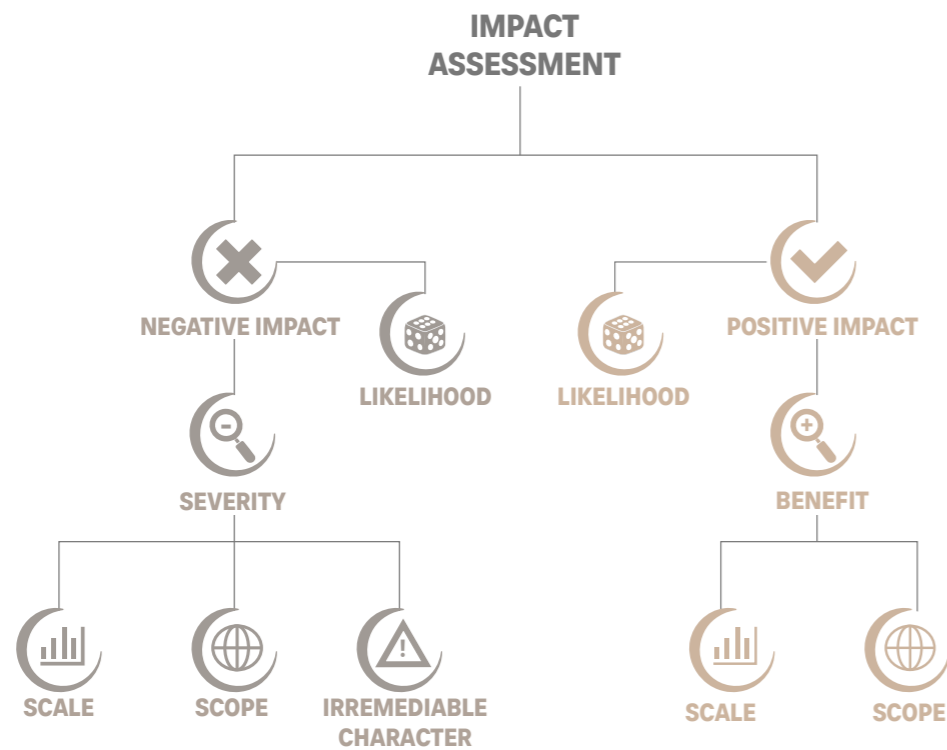 IMPACT
ASSESSMENT
NEGATIVE IMPACT
POSITIVE IMPACT
LIKELIHOOD
LIKELIHOOD
SEVERITY
BENEFIT
SCALE
SCOPE
IRREMEDIABLE
CHARACTER
SCALE
SCOPE